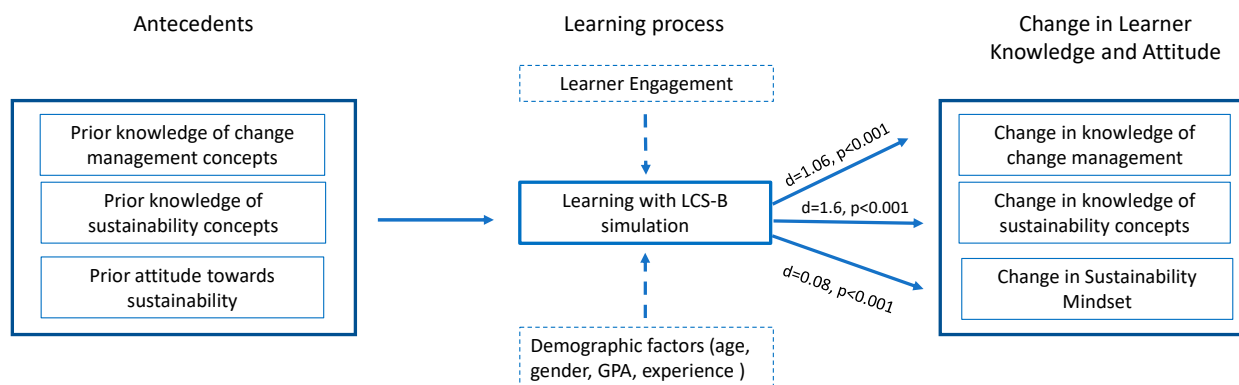 Antecedents
Learning process
Change in Learner
Knowledge and Attitude
Learner Engagement
Prior knowledge of change
management concepts
Prior knowledge of
sustainability concepts
Prior attitude towards
sustainability
Learning with LCS-B
simulation
d=1.06, p<0.001
d=1.6, p<0.001
d=0.08, p<0.001
Change in knowledge of
change management
Change in knowledge of
sustainability concepts
Change in Sustainability
Mindset
Demographic factors (age,
gender, GPA, experience )